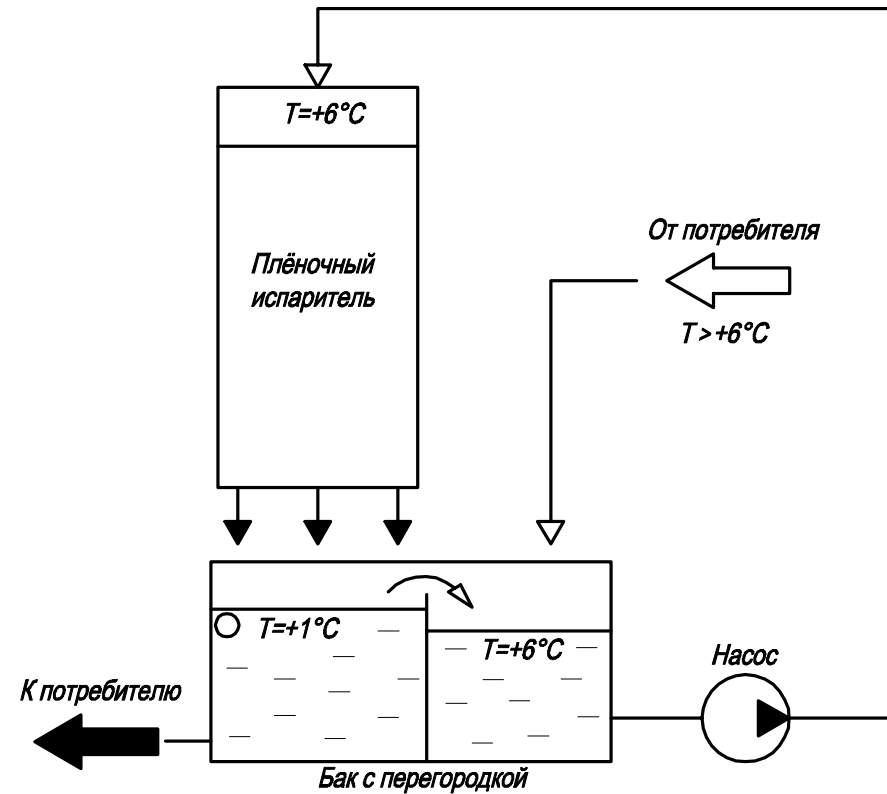 T=+6°C
Плёночный
испаритель
От потребителя
T>+6°C
T=+1°C
T=+6°C
Насос
К потребителю
Бак с перегородкой